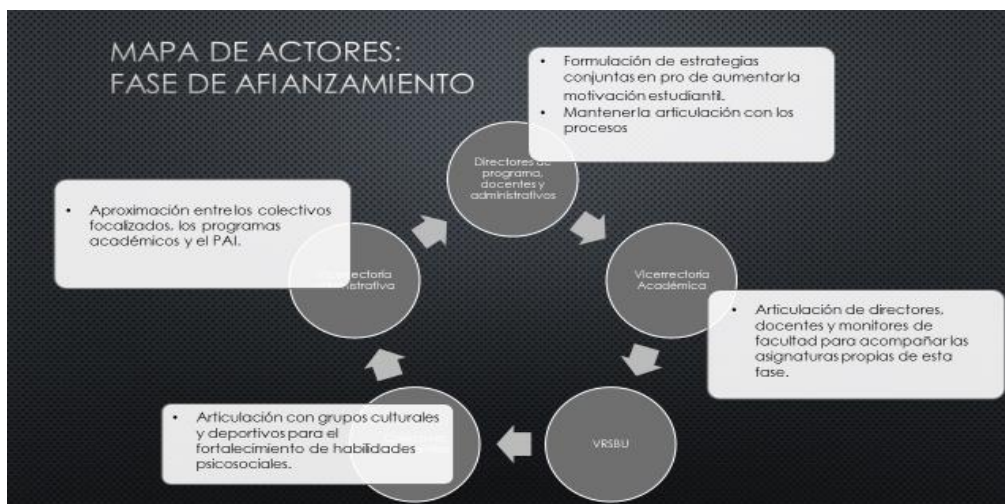 MAPA DE ACTORES:
FASE DE AFIANZAMIENTO
• Formulación de estrategias
conjuntas en pro de aumentar la
motivación estudiantil.
• Mantener la articulación con los
procesos
Directores de
programa,
docentes y
administrativos
• Aproximación entre los colectivos
focalizados, los programas
académicos y el PAI.
Vicerrectoría
Académica
• Articulación de directores,
docentes y monitores de
facultad para acompañar las
asignaturas propias de esta
fase.
• Articulación con grupos culturales
y deportivos para el
fortalecimiento de habilidades
psicosociales.
VRSBU